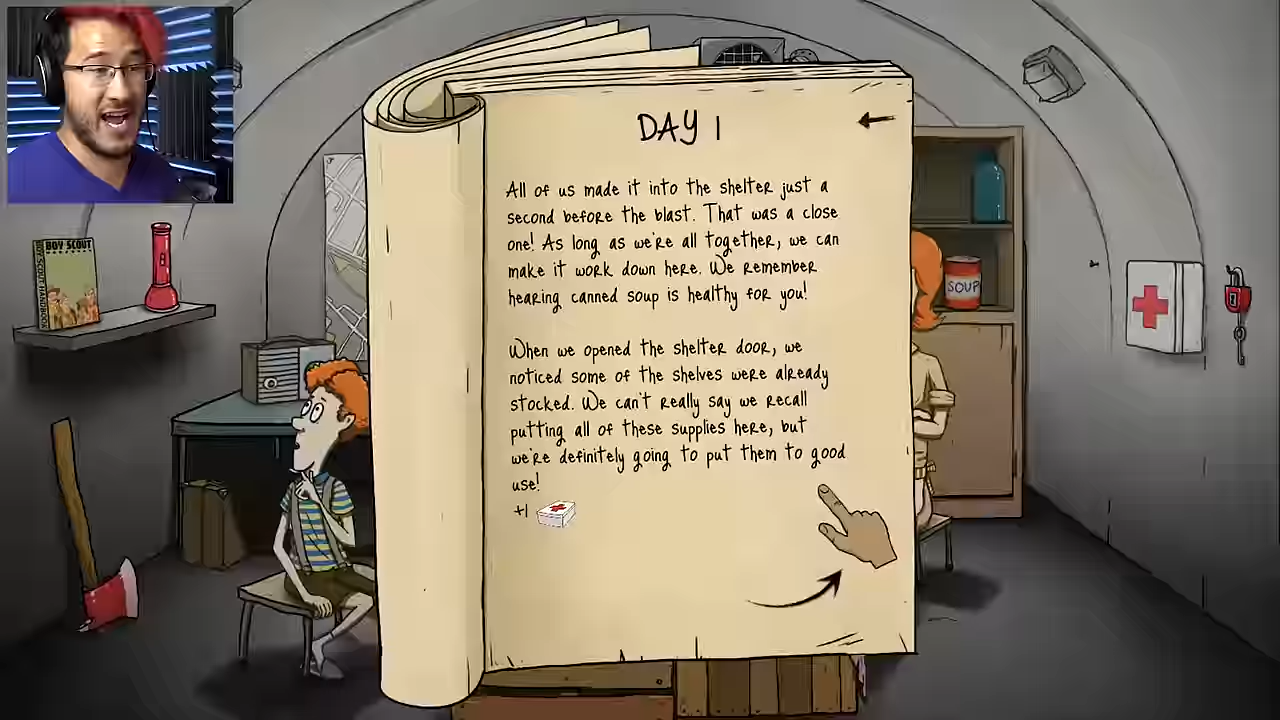 DAY 1
All of us made it into the shelter just a
second before the blast. That was a close
one! As long as we're all together, we can
make it work down here. We remember
hearing canned soup is healthy for you!
When we opened the shelter door, we
noticed some of the shelves were already
stocked. We can't really say we recall
putting all of these supplies here, but
we're definitely going to put them to good
use!
+1
BOY SCOUT
BOY SCOUT HANDBOOK
SOUP